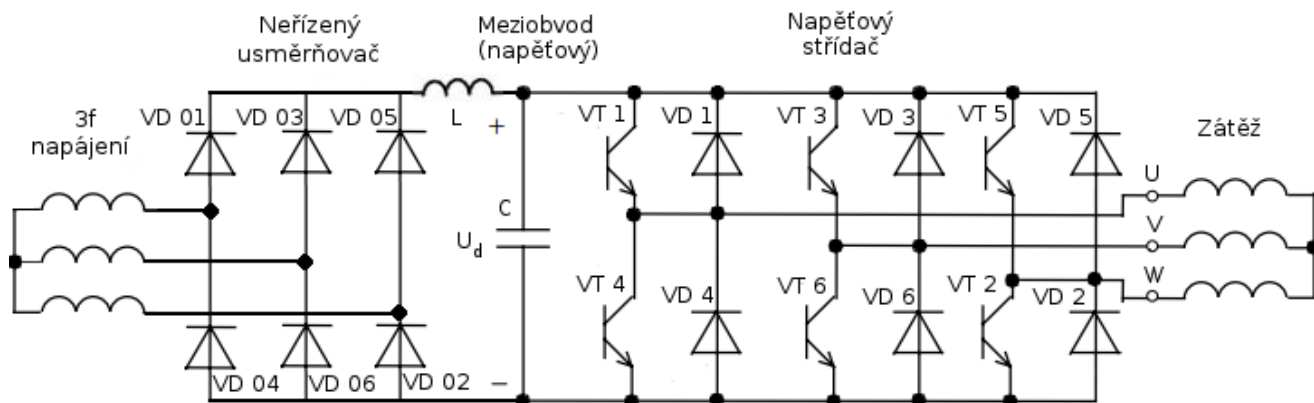 Neřízený
usměrňovač
Meziobvod
(napěťový)
Napěťový
střídač
3f
napájení
Zátěž
VD 01
VD 03
VD 05
L
+
VT 1
VD 1
VT 3
VD 3
VT 5
VD 5
U
C
U_d
V
W
VT 4
VD 4
VT 6
VD 6
VT 2
VD 2
VD 04
VD 06
VD 02
−